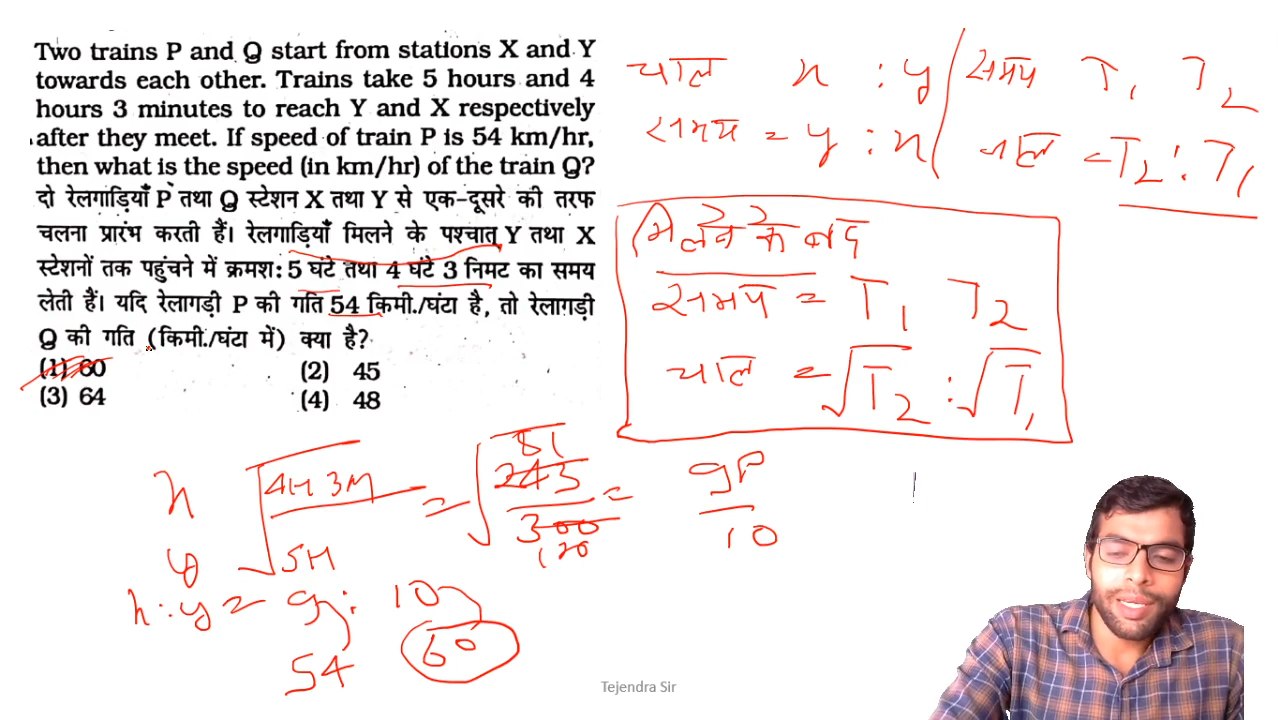 Two trains P and Q start from stations X and Y
towards each other. Trains take 5 hours and 4
hours 3 minutes to reach Y and X respectively
after they meet. If speed of train P is 54 km/hr,
then what is the speed (in km/hr) of the train Q?
दो रेलगाड़ियाँ P तथा Q स्टेशन X तथा Y से एक-दूसरे की तरफ
चलना प्रारंभ करती हैं। रेलगाड़ियाँ मिलने के पश्चात् Y तथा X
स्टेशनों तक पहुंचने में क्रमश: 5 घंटे तथा 4 घंटे 3 निमट का समय
लेती हैं। यदि रेलागड़ी P की गति 54 किमी./घंटा है, तो रेलागड़ी
Q की गति (किमी./घंटा में) क्या है?
(1) 60 (2) 45
(3) 64 (4) 48
चाल x : y
समय = y : x
समय T1 T2
चाल = T2 : T1
मिलने के बाद
समय = T1 T2
चाल = √T2 : √T1
x √4H 3M = √81 243 = 9
y 5H 300 120 10
x : y = 9 : 10
54 60
Tejendra Sir